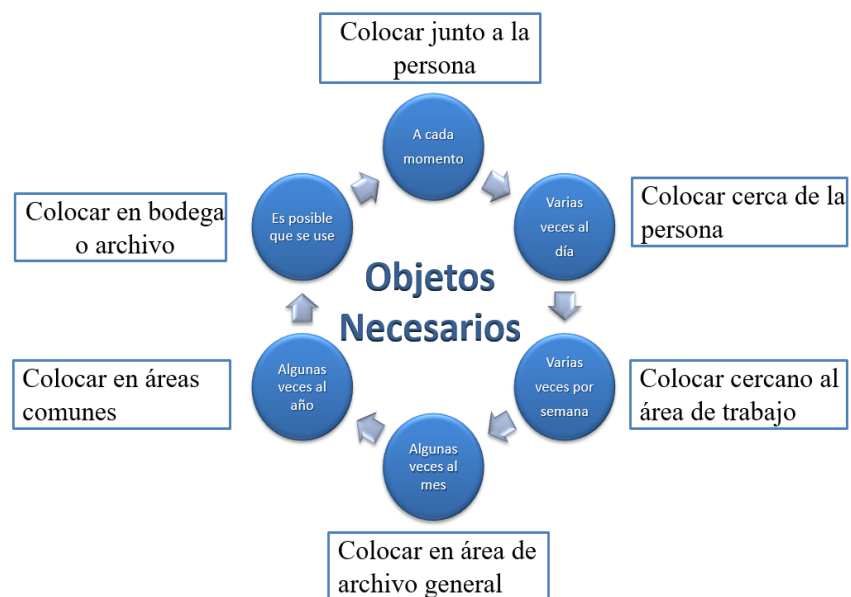 Colocar junto a la
persona
A cada
momento
Varias
veces al
día
Colocar cerca de la
persona
Varias
veces por
semana
Colocar cercano al
área de trabajo
Algunas
veces al
mes
Colocar en área de
archivo general
Algunas
veces al
año
Colocar en áreas
comunes
Es posible
que se use
Colocar en bodega
o archivo
Objetos
Necesarios